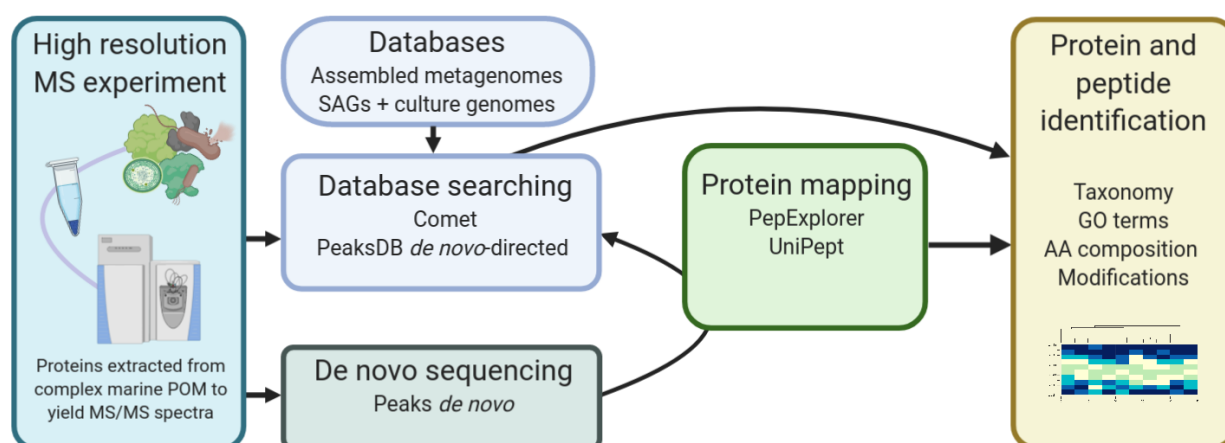 High resolution
MS experiment
Proteins extracted from
complex marine POM to
yield MS/MS spectra
Databases
Assembled metagenomes
SAGs + culture genomes
Database searching
Comet
PeaksDB de novo-directed
De novo sequencing
Peaks de novo
Protein mapping
PepExplorer
UniPept
Protein and
peptide
identification
Taxonomy
GO terms
AA composition
Modifications